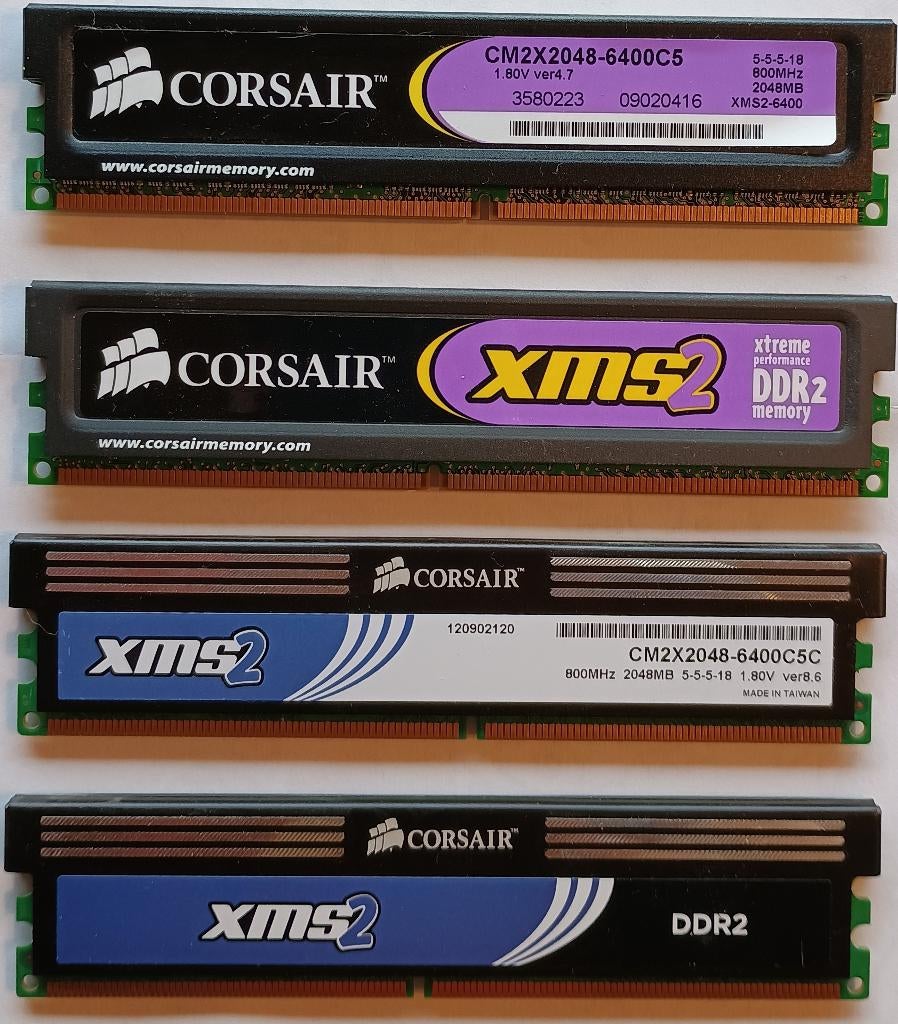 CORSAIR™
CM2X2048-6400C5
1.80V ver4.7
3580223 09020416
5-5-5-18
800MHz
2048MB
XMS2-6400
www.corsairmemory.com
CORSAIR™
xms2
xtreme
performance
DDR2
memory
www.corsairmemory.com
CORSAIR™
xms2
120902120
CM2X2048-6400C5C
800MHz 2048MB 5-5-5-18 1.80V ver8.6
MADE IN TAIWAN
CORSAIR™
xms2
DDR2